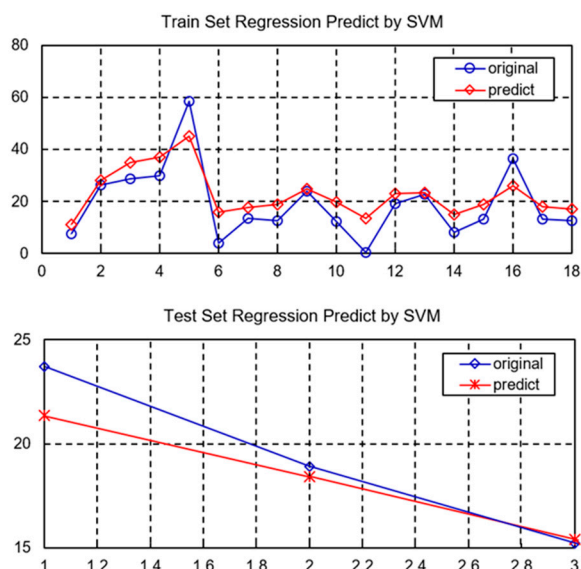 Train Set Regression Predict by SVM
80
original
predict
60
40
20
0
0 2 4 6 8 10 12 14 16 18
Test Set Regression Predict by SVM
25
original
predict
20
15
1 1.2 1.4 1.6 1.8 2 2.2 2.4 2.6 2.8 3